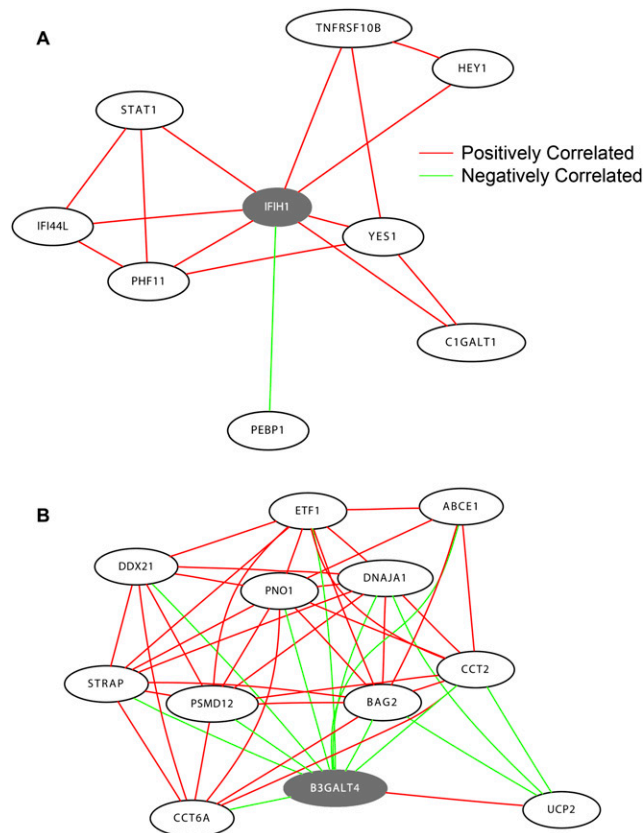 A
TNFRSF10B
HEY1
STAT1
Positively Correlated
Negatively Correlated
IFIH1
IFI44L
YES1
PHF11
C1GALT1
PEBP1
B
ETF1
ABCE1
DDX21
DNAJA1
PNO1
CCT2
STRAP
PSMD12
BAG2
B3GALT4
UCP2
CCT6A